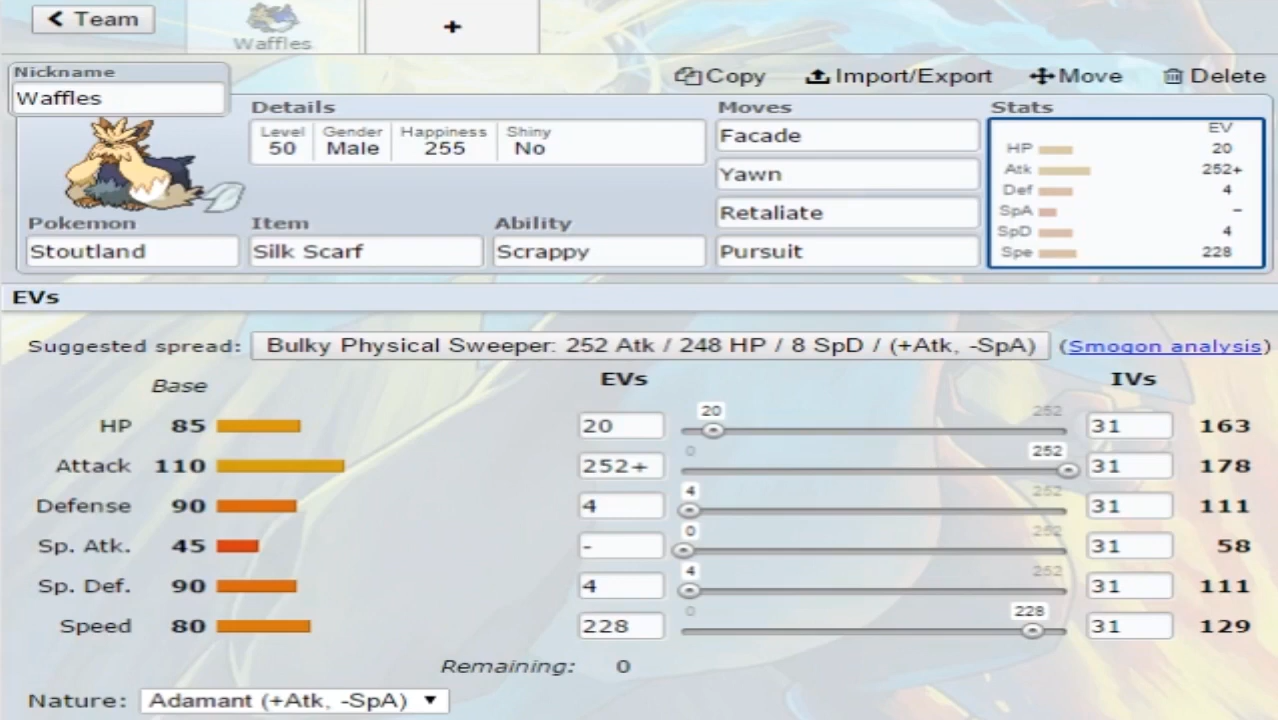 Team
Waffles
+
Nickname
Waffles
Copy Import/Export Move Delete
Details
Level Gender Happiness Shiny
50 Male 255 No
Moves
Facade
Yawn
Retaliate
Pursuit
Stats
EV
HP 20
Atk 252+
Def 4
SpA –
SpD 4
Spe 228
Pokemon Item Ability
Stoutland Silk Scarf Scrappy
EVs
Suggested spread: Bulky Physical Sweeper: 252 Atk / 248 HP / 8 SpD / (+Atk, -SpA) (Smogon analysis)
Base EVs IVs
HP 85 20 20 252 31 163
Attack 110 252+ 0 252 31 178
Defense 90 4 4 252 31 111
Sp. Atk. 45 - 0 252 31 58
Sp. Def. 90 4 4 252 31 111
Speed 80 228 0 228 31 129
Remaining: 0
Nature: Adamant (+Atk, -SpA)